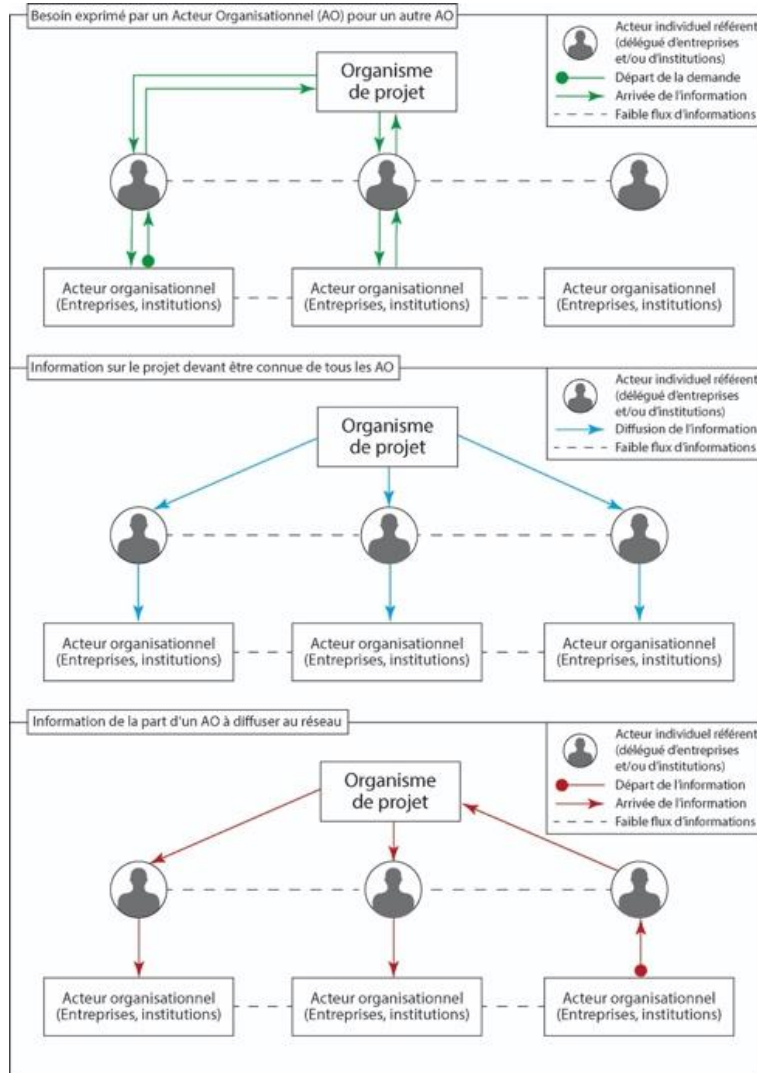 Besoin exprimé par un Acteur Organisationnel (AO) pour un autre AO
Acteur individuel référent
(délégué d'entreprises
et/ou d'institutions)
Départ de la demande
Arrivée de l'information
Faible flux d'informations
Organisme
de projet
Acteur organisationnel
(Entreprises, institutions)
Acteur organisationnel
(Entreprises, institutions)
Acteur organisationnel
(Entreprises, institutions)
Information sur le projet devant être connue de tous les AO
Acteur individuel référent
(délégué d'entreprises
et/ou d'institutions)
Diffusion de l'information
Faible flux d'informations
Organisme
de projet
Acteur organisationnel
(Entreprises, institutions)
Acteur organisationnel
(Entreprises, institutions)
Acteur organisationnel
(Entreprises, institutions)
Information de la part d'un AO à diffuser au réseau
Acteur individuel référent
(délégué d'entreprises
et/ou d'institutions)
Départ de l'information
Arrivée de l'information
Faible flux d'informations
Organisme
de projet
Acteur organisationnel
(Entreprises, institutions)
Acteur organisationnel
(Entreprises, institutions)
Acteur organisationnel
(Entreprises, institutions)